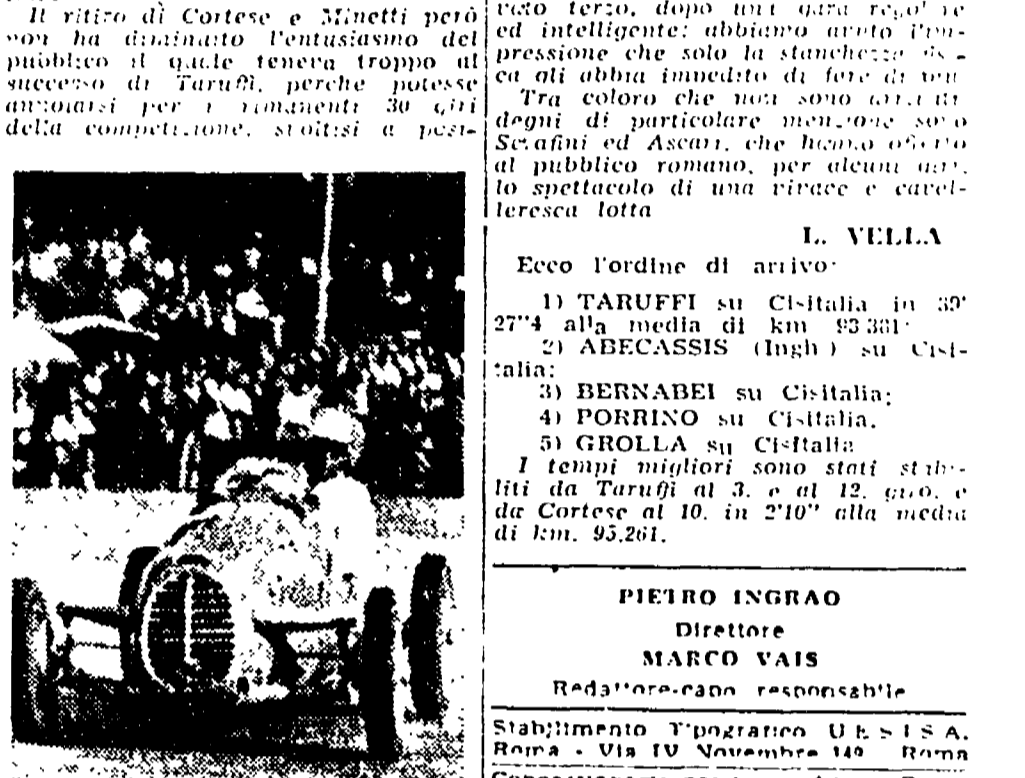 Il ritiro di Cortese e Minetti però
non ha diminuito l'entusiasmo del
pubblico il quale teneva troppo al
successo di Taruffi, perche potesse
annoiarsi per i rimanenti 30 giri
della competizione, svoltisi a
terzo, dopo una gara
ed intelligente: abbiamo avuto l'im-
pressione che solo la stanchezza
gli abbia impedito di fare di
Tra coloro che non sono
degni di particolare menzione sono
Serafini ed Ascari, che hanno offerto
al pubblico romano, per alcuni giri,
lo spettacolo di una vivace e caval-
leresca lotta
L. VELLA
Ecco l'ordine di arrivo:
1) TARUFFI su Cisitalia in 39'
27"4 alla media di km 93.381;
2) ABECASSIS (Ingh.) su Cisi-
talia;
3) BERNABEI su Cisitalia;
4) PORRINO su Cisitalia.
5) GROLLA su Cisitalia
I tempi migliori sono stati stabi-
liti da Taruffi al 3. e al 12. giro, e
da Cortese al 10. in 2'10" alla media
di km. 95,261.
PIETRO INGRAO
Direttore
MARCO VAIS
Redattore-capo responsabile
Stabilimento Tipografico U E S I S A.
Roma - Via IV Novembre 149 Roma